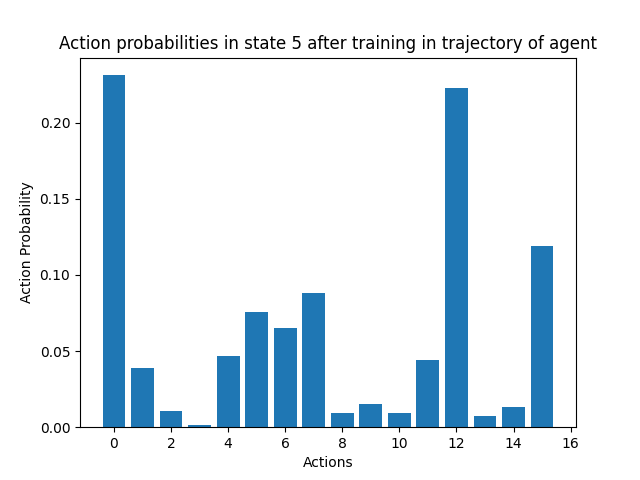 Action probabilities in state 5 after training in trajectory of agent
0.20
0.15
0.10
0.05
0.00
Action Probability
0 2 4 6 8 10 12 14 16
Actions